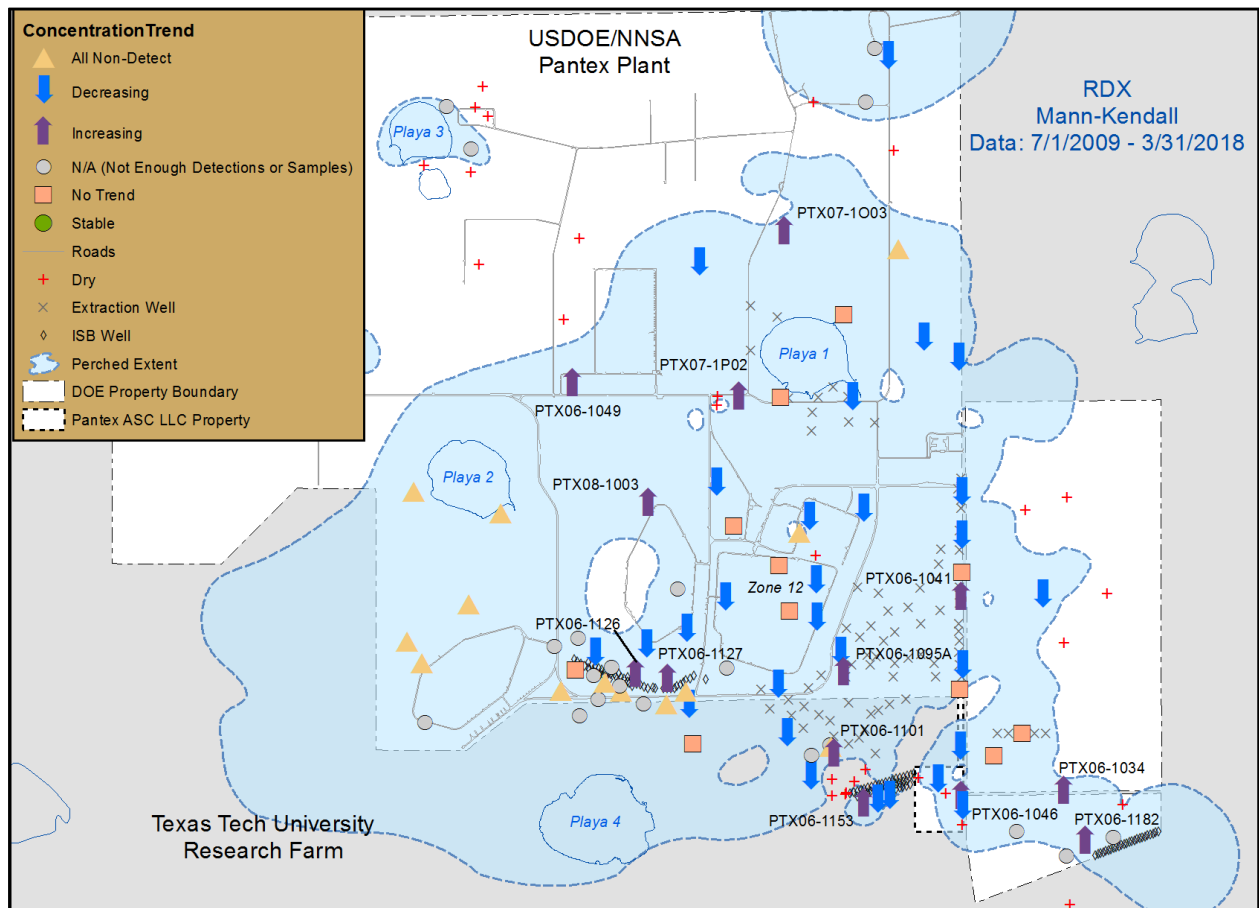 ConcentrationTrend
All Non-Detect
Decreasing
Increasing
N/A (Not Enough Detections or Samples)
No Trend
Stable
Roads
Dry
Extraction Well
ISB Well
Perched Extent
DOE Property Boundary
Pantex ASC LLC Property
USDOE/NNSA
Pantex Plant
RDX
Mann-Kendall
Data: 7/1/2009 - 3/31/2018
Playa 3
PTX07-1O03
Playa 1
PTX07-1P02
PTX06-1049
Playa 2
PTX08-1003
PTX06-1041
Zone 12
PTX06-1126
PTX06-1127
PTX06-1095A
PTX06-1101
PTX06-1034
Playa 4
PTX06-1153
PTX06-1046
PTX06-1182
Texas Tech University
Research Farm